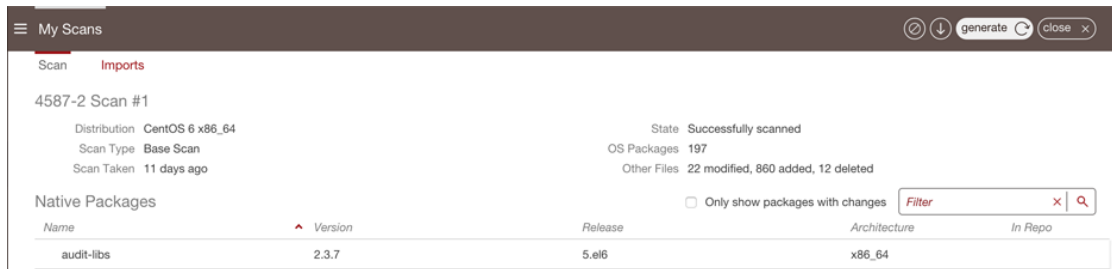 My Scans generate close
Scan Imports
4587-2 Scan #1
Distribution CentOS 6 x86_64 State Successfully scanned
Scan Type Base Scan OS Packages 197
Scan Taken 11 days ago Other Files 22 modified, 860 added, 12 deleted
Native Packages Only show packages with changes Filter
Name Version Release Architecture In Repo
audit-libs 2.3.7 5.el6 x86_64